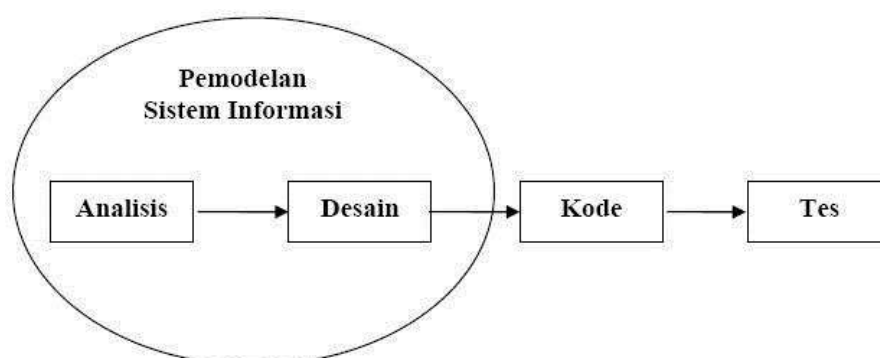 Pemodelan
Sistem Informasi
Analisis
Desain
Kode
Tes